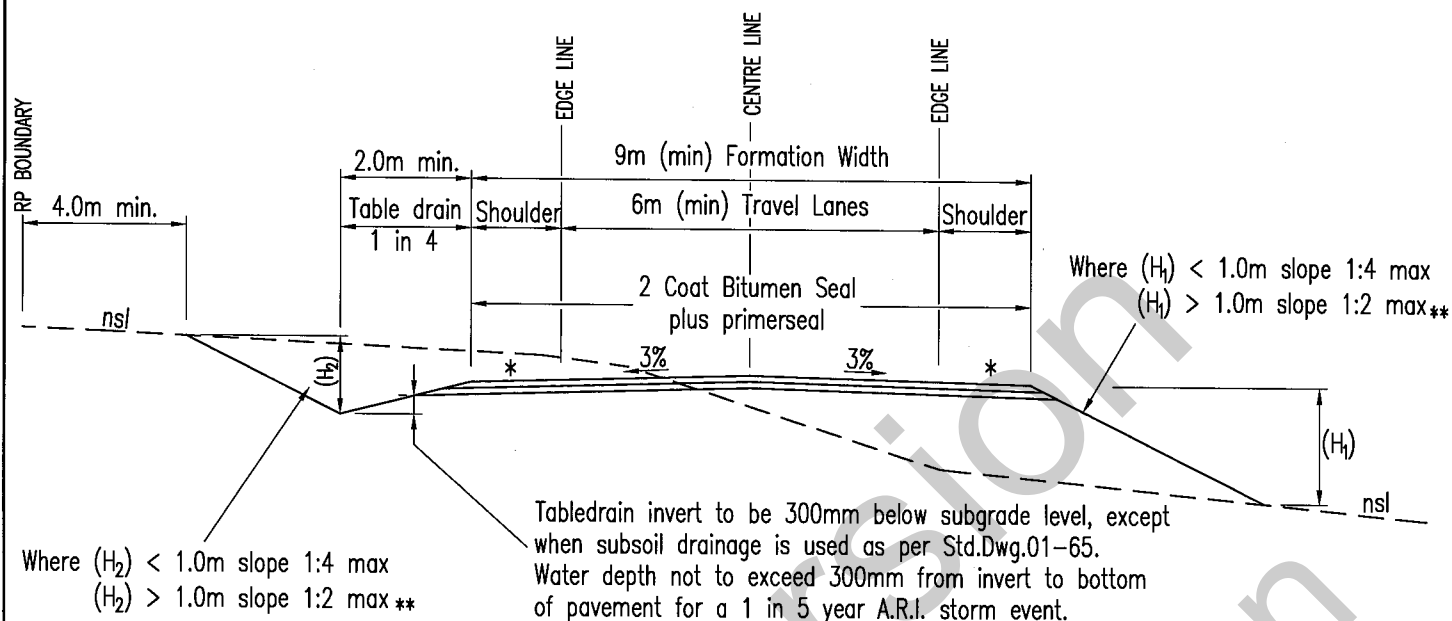 RP BOUNDARY
EDGE LINE
CENTRE LINE
EDGE LINE
4.0m min.
2.0m min.
9m (min) Formation Width
Table drain
1 in 4
Shoulder
6m (min) Travel Lanes
Shoulder
2 Coat Bitumen Seal
plus primerseal
Where (H₁) < 1.0m slope 1:4 max
(H₁) > 1.0m slope 1:2 max**
nsl
(H₂)
*
3%
3%
*
(H₁)
nsl
Tabledrain invert to be 300mm below subgrade level, except
when subsoil drainage is used as per Std.Dwg.01-65.
Water depth not to exceed 300mm from invert to bottom
of pavement for a 1 in 5 year A.R.I. storm event.
Where (H₂) < 1.0m slope 1:4 max
(H₂) > 1.0m slope 1:2 max**